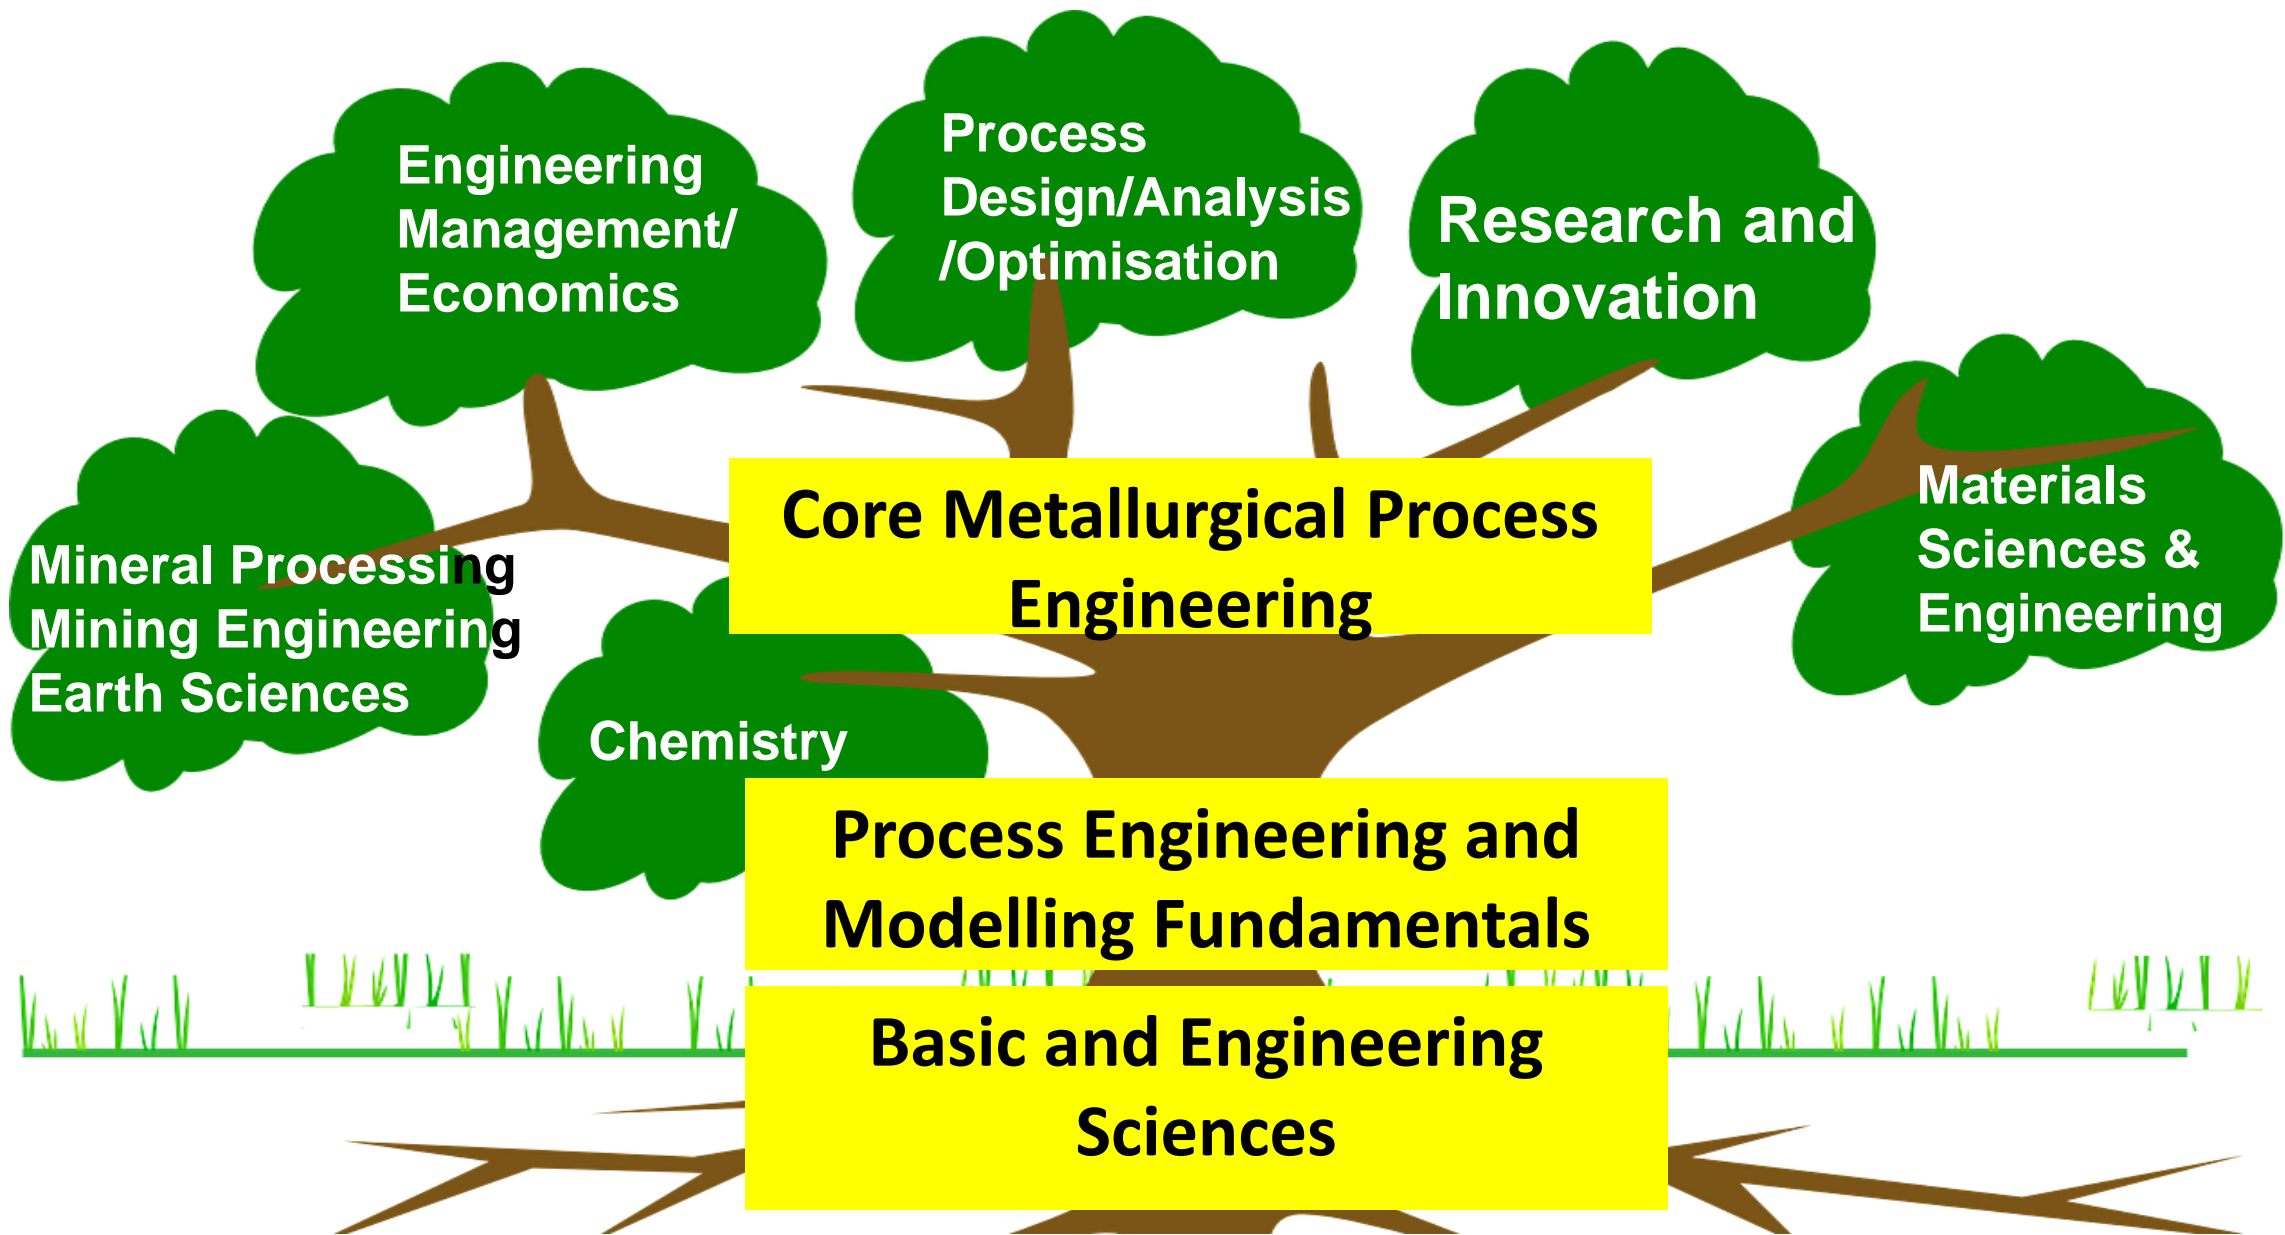 Engineering
Management/
Economics
Process
Design/Analysis
/Optimisation
Research and
Innovation
Mineral Processing
Mining Engineering
Earth Sciences
Core Metallurgical Process
Engineering
Materials
Sciences &
Engineering
Chemistry
Process Engineering and
Modelling Fundamentals
Basic and Engineering
Sciences